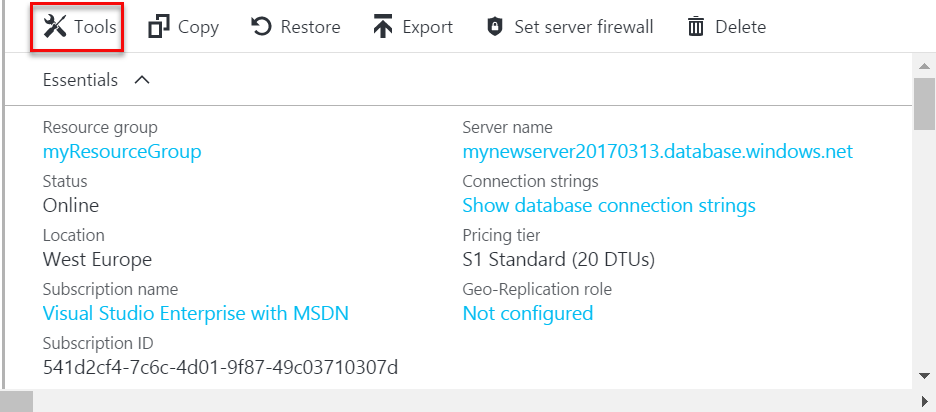 Tools Copy Restore Export Set server firewall Delete
Essentials
Resource group
myResourceGroup
Status
Online
Location
West Europe
Subscription name
Visual Studio Enterprise with MSDN
Subscription ID
541d2cf4-7c6c-4d01-9f87-49c03710307d
Server name
mynewserver20170313.database.windows.net
Connection strings
Show database connection strings
Pricing tier
S1 Standard (20 DTUs)
Geo-Replication role
Not configured